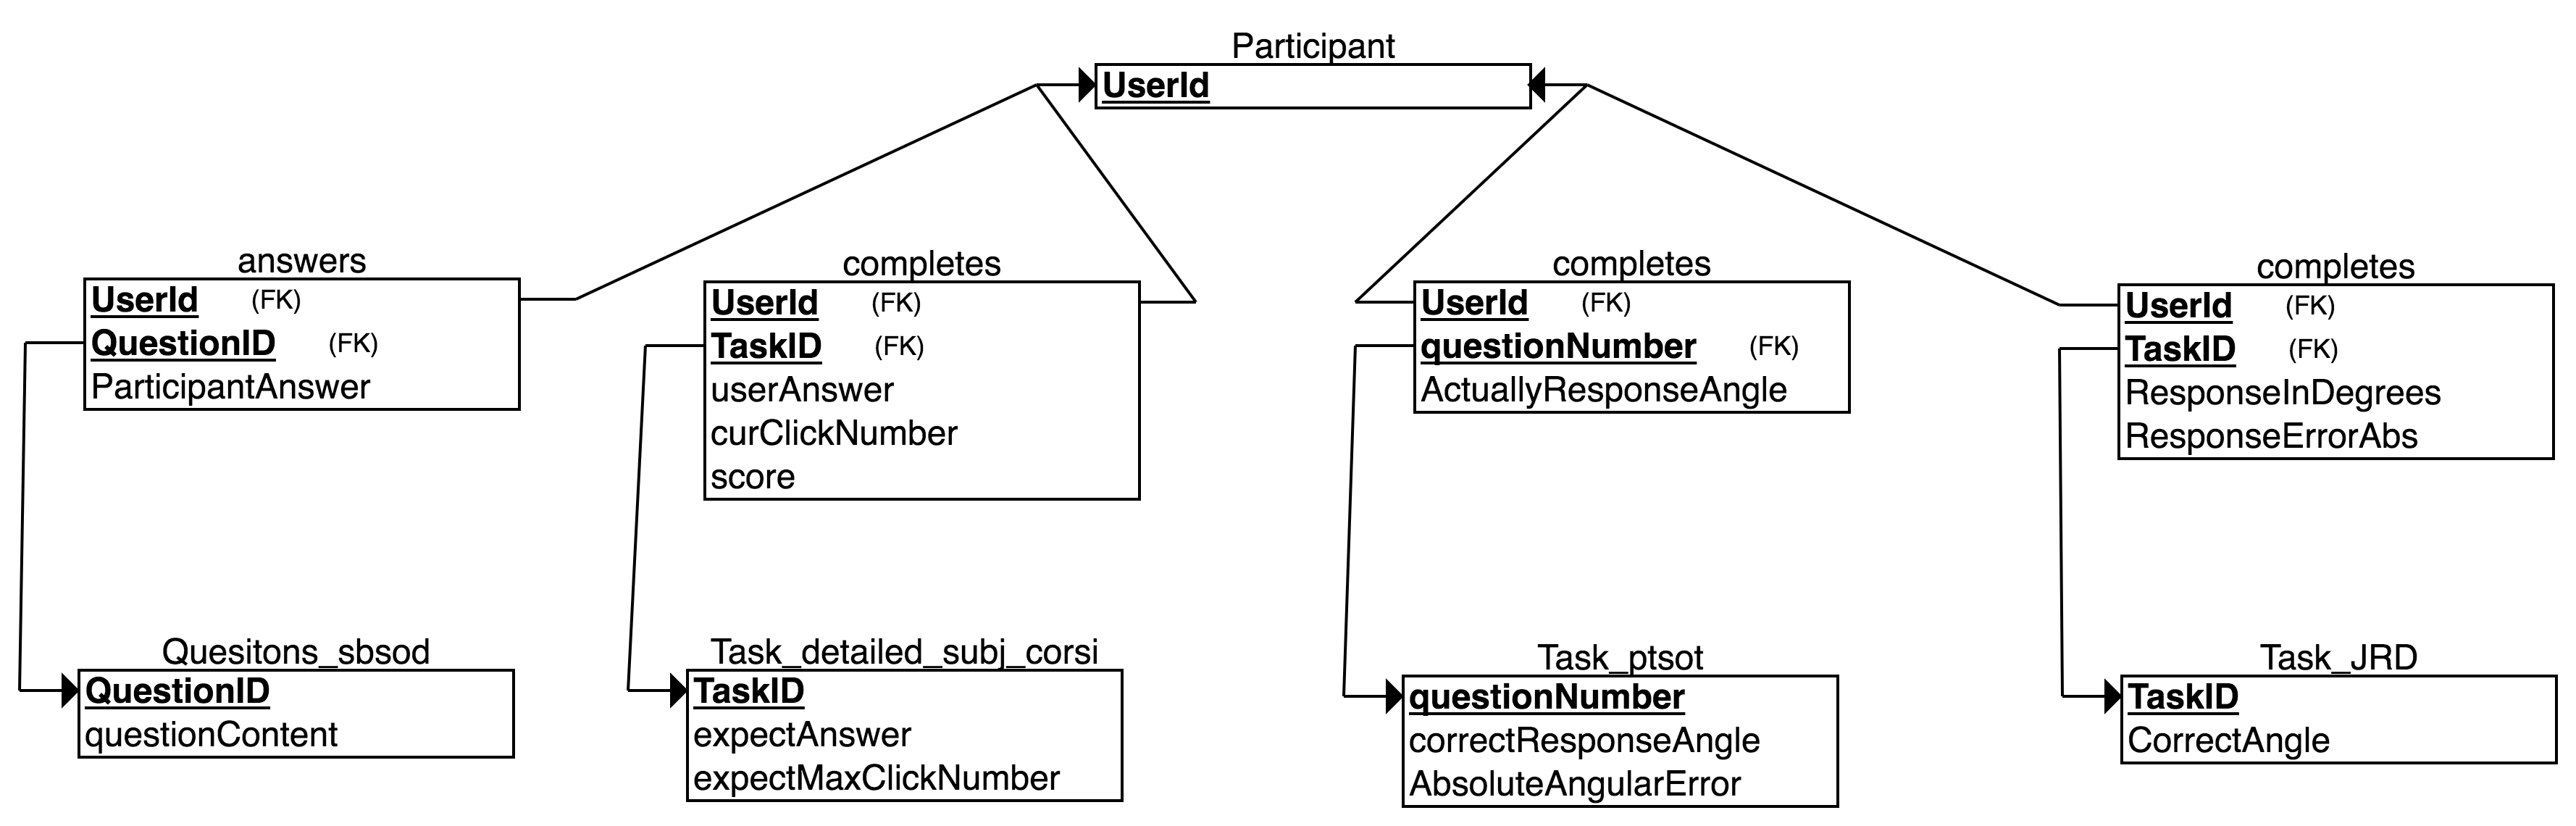 Participant
UserId
answers
UserId (FK)
QuestionID (FK)
ParticipantAnswer
completes
UserId (FK)
TaskID (FK)
userAnswer
curClickNumber
score
completes
UserId (FK)
questionNumber (FK)
ActuallyResponseAngle
completes
UserId (FK)
TaskID (FK)
ResponseInDegrees
ResponseErrorAbs
Quesitons_sbsod
QuestionID
questionContent
Task_detailed_subj_corsi
TaskID
expectAnswer
expectMaxClickNumber
Task_ptsot
questionNumber
correctResponseAngle
AbsoluteAngularError
Task_JRD
TaskID
CorrectAngle